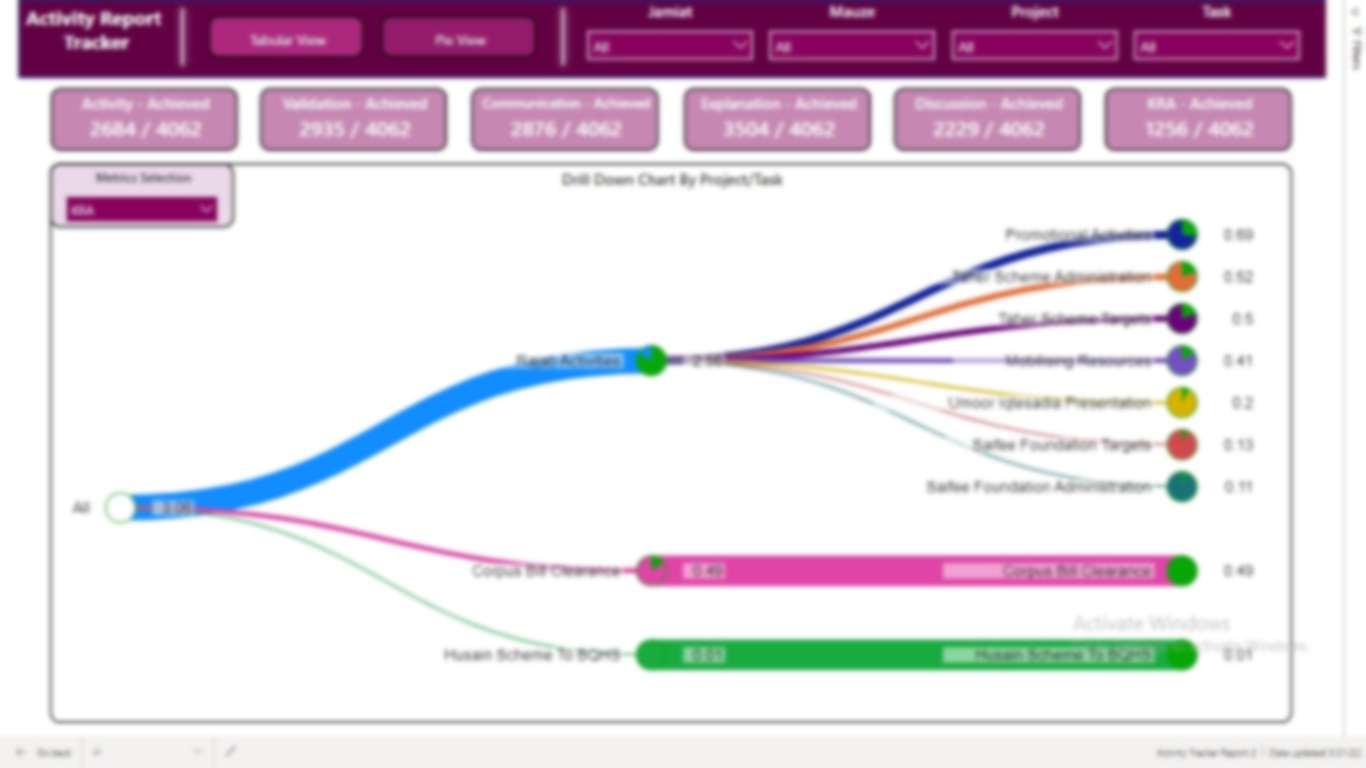 Activity Report
Tracker
Tabular View
Pie View
Jamiat
Mauze
Project
Task
All
All
All
All
Filters
Activity - Achieved
2684 / 4062
Validation - Achieved
2935 / 4062
Communication - Achieved
2876 / 4062
Explanation - Achieved
3504 / 4062
Discussion - Achieved
2229 / 4062
KRA - Achieved
1256 / 4062
Metrics Selection
KRA
Drill Down Chart By Project/Task
Promotional Activities 0.69
Taher Scheme Administration 0.52
Taher Scheme Targets 0.5
Rajati Activities
Mobilising Resources 0.41
Umoor Iqtesadia Presentation 0.2
Saifee Foundation Targets 0.13
Saifee Foundation Administration 0.11
All
Corpus Bill Clearance 0.49 Corpus Bill Clearance 0.49
Activate Windows
Husain Scheme To BQHS 0.01 Husain Scheme To BQHS 0.01
Go back
Activity Tracker Report 2 | Data updated